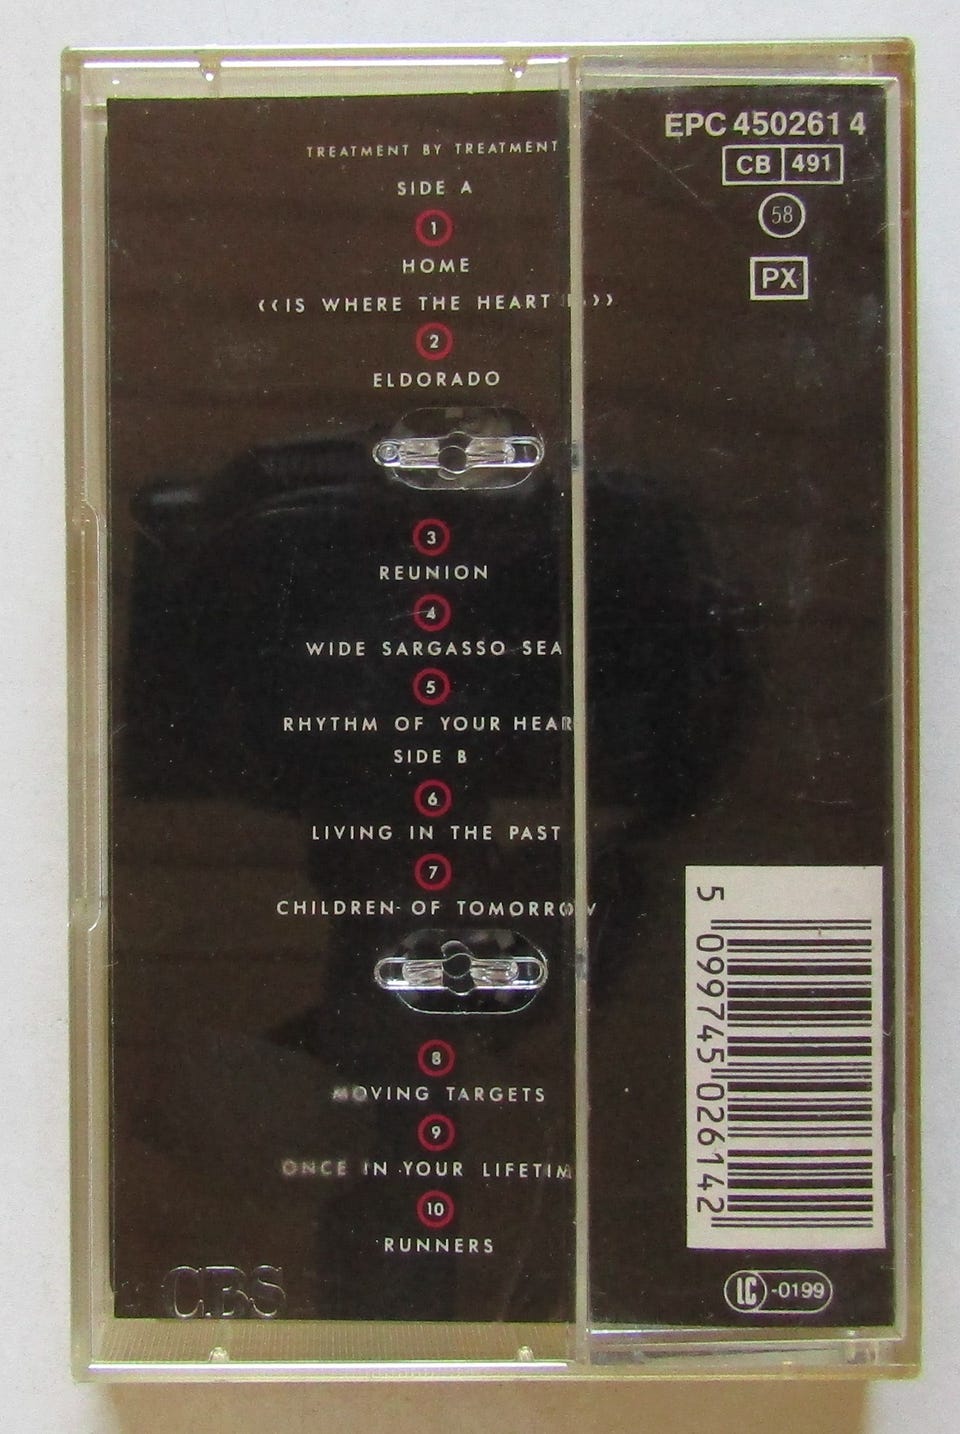 TREATMENT BY TREATMENT
SIDE A
1
HOME
‹‹IS WHERE THE HEART ››
2
ELDORADO
3
REUNION
4
WIDE SARGASSO SEA
5
RHYTHM OF YOUR HEAR
SIDE B
6
LIVING IN THE PAST
7
CHILDREN OF TOMORROW
8
MOVING TARGETS
9
ONCE IN YOUR LIFETIM
10
RUNNERS
CBS
EPC 450261 4
CB 491
58
PX
5 099745 026142
LC -0199